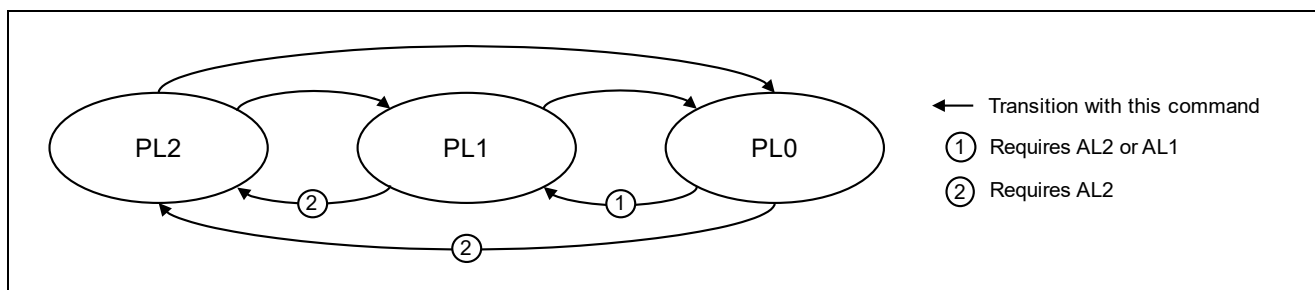 PL2
PL1
PL0
Transition with this command
1 Requires AL2 or AL1
2 Requires AL2
2
1
2